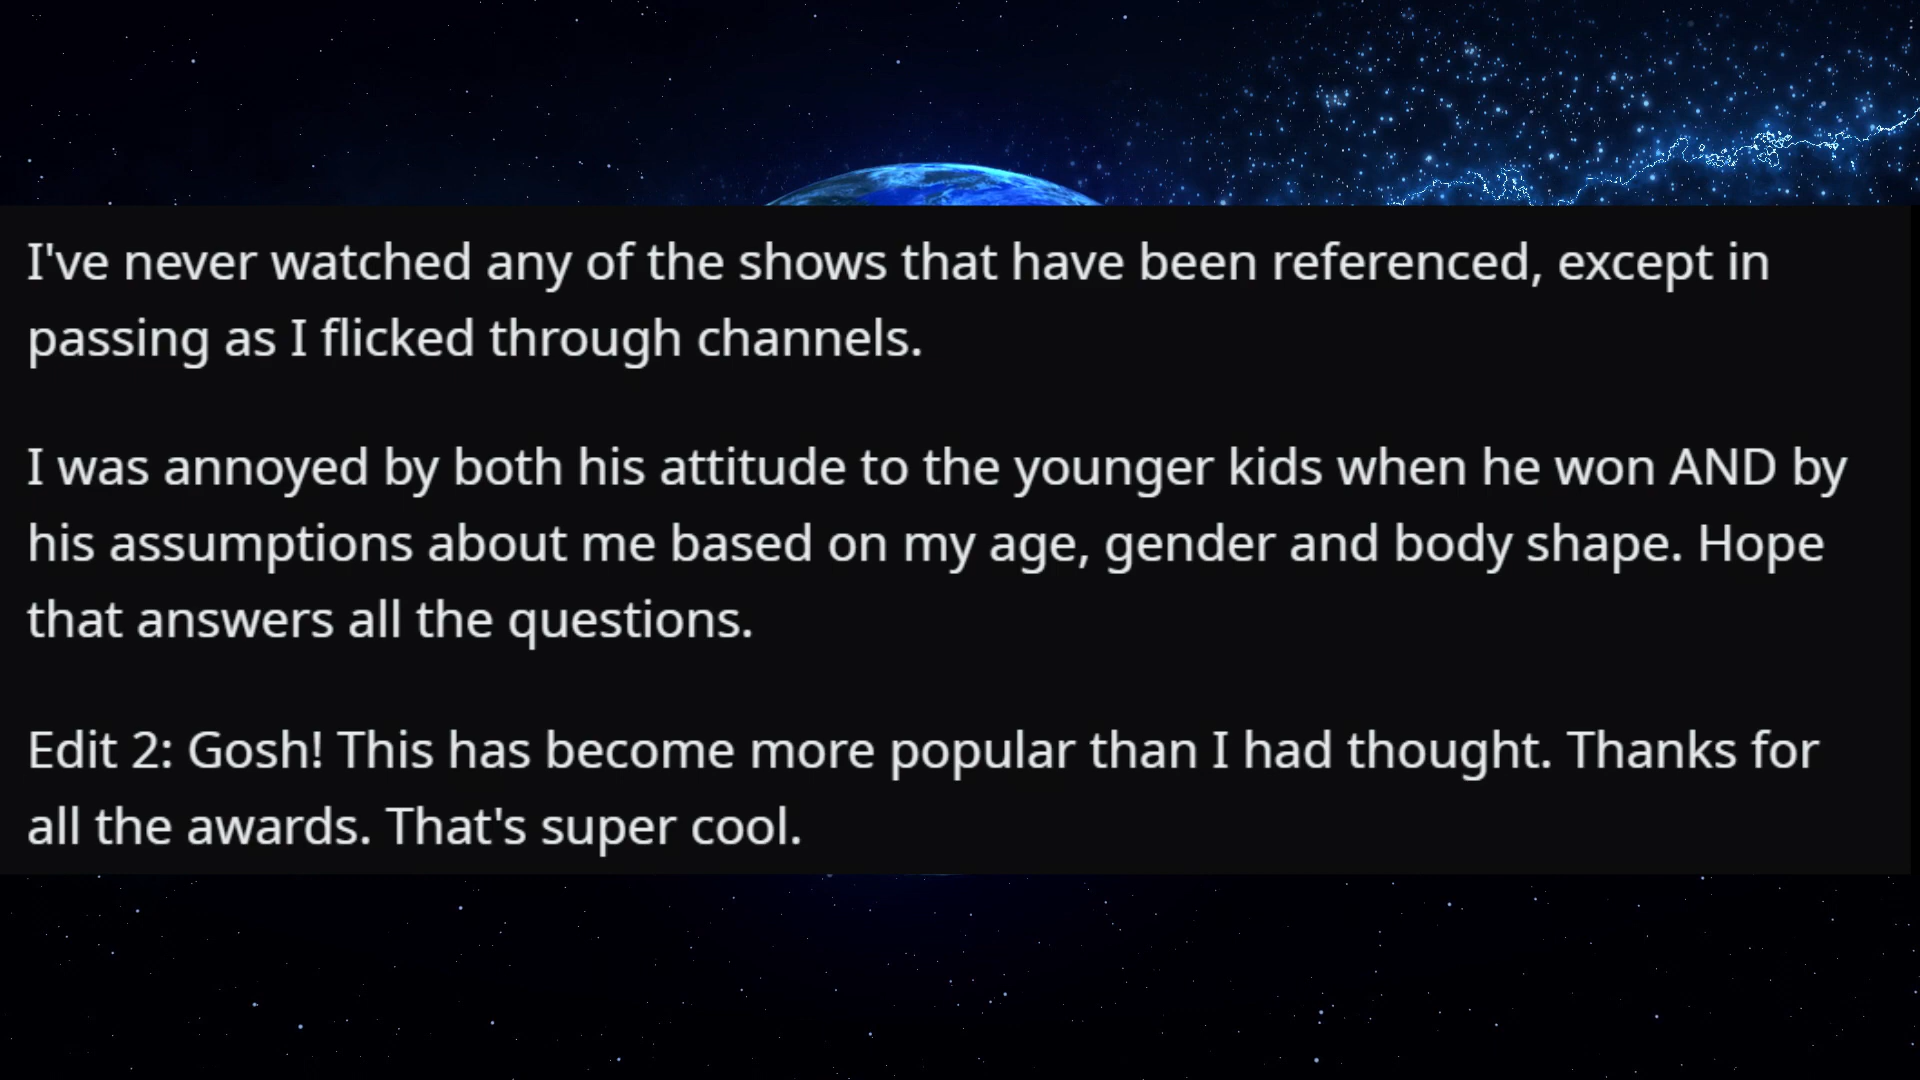 I've never watched any of the shows that have been referenced, except in
passing as I flicked through channels.
I was annoyed by both his attitude to the younger kids when he won AND by
his assumptions about me based on my age, gender and body shape. Hope
that answers all the questions.
Edit 2: Gosh! This has become more popular than I had thought. Thanks for
all the awards. That's super cool.